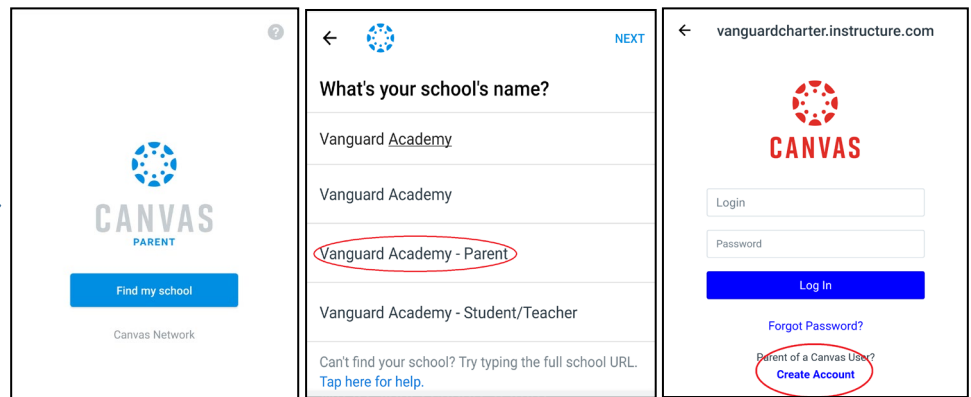 ?
CANVAS
PARENT
Find my school
Canvas Network
NEXT
What's your school's name?
Vanguard Academy
Vanguard Academy
Vanguard Academy - Parent
Vanguard Academy - Student/Teacher
Can't find your school? Try typing the full school URL.
Tap here for help.
vanguardcharter.instructure.com
CANVAS
Login
Password
Log In
Forgot Password?
Parent of a Canvas User?
Create Account